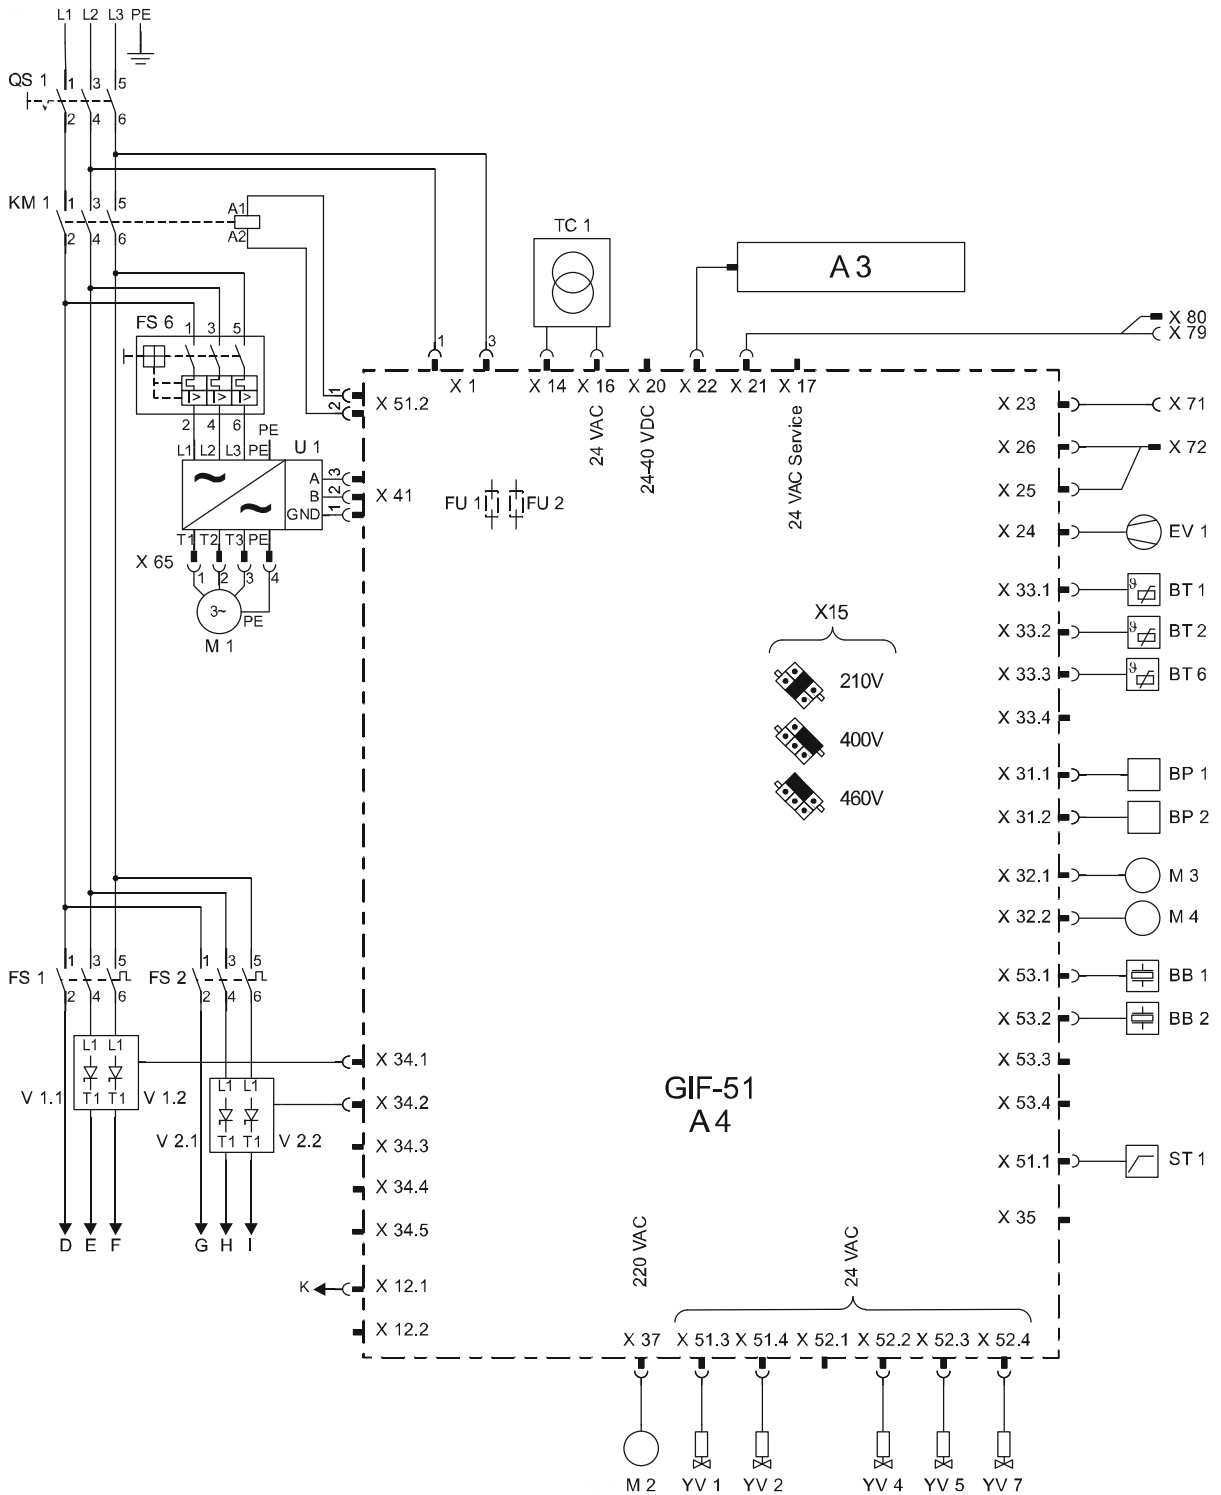 L1 L2 L3 PE
QS 1
1 3 5
2 4 6
KM 1
1 3 5
2 4 6
A1
A2
TC 1
A 3
X 80
X 79
FS 6
1 3 5
2 4 6
1 3
X 1 X 14 X 16 X 20 X 22 X 21 X 17
24 VAC
24-40 VDC
24 VAC Service
1
2
X 51.2
X 23 X 71
X 26 X 72
X 25
X 24 EV 1
PE
L1 L2 L3 PE
U 1
A 3
B 2
GND 1
X 41
FU 1 FU 2
T1 T2 T3 PE
X 65
1 2 3 4
3~
PE
M 1
X15
210V
400V
460V
X 33.1 ϑ BT 1
X 33.2 ϑ BT 2
X 33.3 ϑ BT 6
X 33.4
X 31.1 BP 1
X 31.2 BP 2
X 32.1 M 3
X 32.2 M 4
X 53.1 BB 1
X 53.2 BB 2
X 53.3
X 53.4
X 51.1 ST 1
X 35
FS 1
1 3 5
2 4 6
FS 2
1 3 5
2 4 6
L1 L1
V 1.1 T1 T1 V 1.2
L1 L1
V 2.1 T1 T1 V 2.2
X 34.1
X 34.2
X 34.3
X 34.4
X 34.5
D E F G H I
K X 12.1
X 12.2
GIF-51
A 4
220 VAC
24 VAC
X 37 X 51.3 X 51.4 X 52.1 X 52.2 X 52.3 X 52.4
M 2 YV 1 YV 2 YV 4 YV 5 YV 7